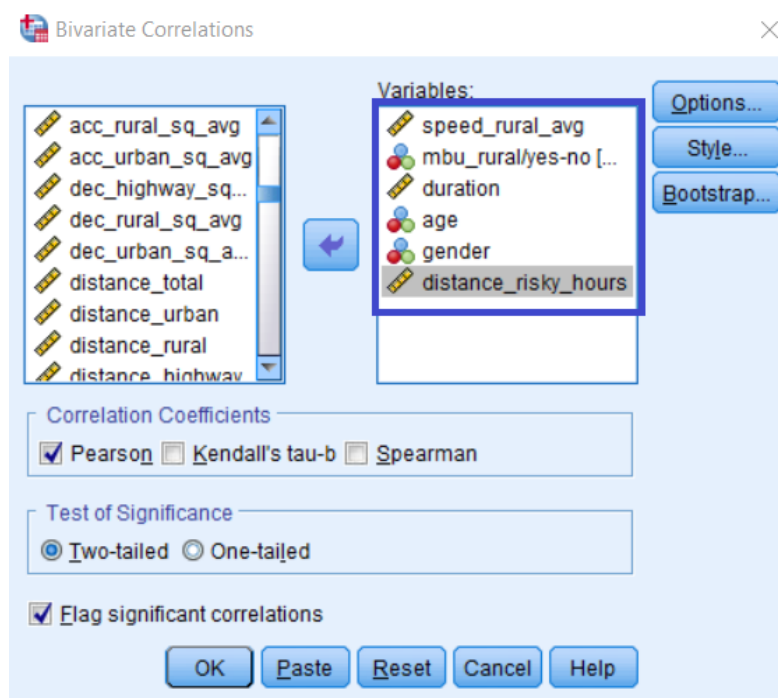 Bivariate Correlations
acc_rural_sq_avg
acc_urban_sq_avg
dec_highway_sq...
dec_rural_sq_avg
dec_urban_sq_a...
distance_total
distance_urban
distance_rural
distance_highway
Variables:
speed_rural_avg
mbu_rural/yes-no [...
duration
age
gender
distance_risky_hours
Options...
Style...
Bootstrap...
Correlation Coefficients
Pearson Kendall's tau-b Spearman
Test of Significance
Two-tailed One-tailed
Flag significant correlations
OK Paste Reset Cancel Help